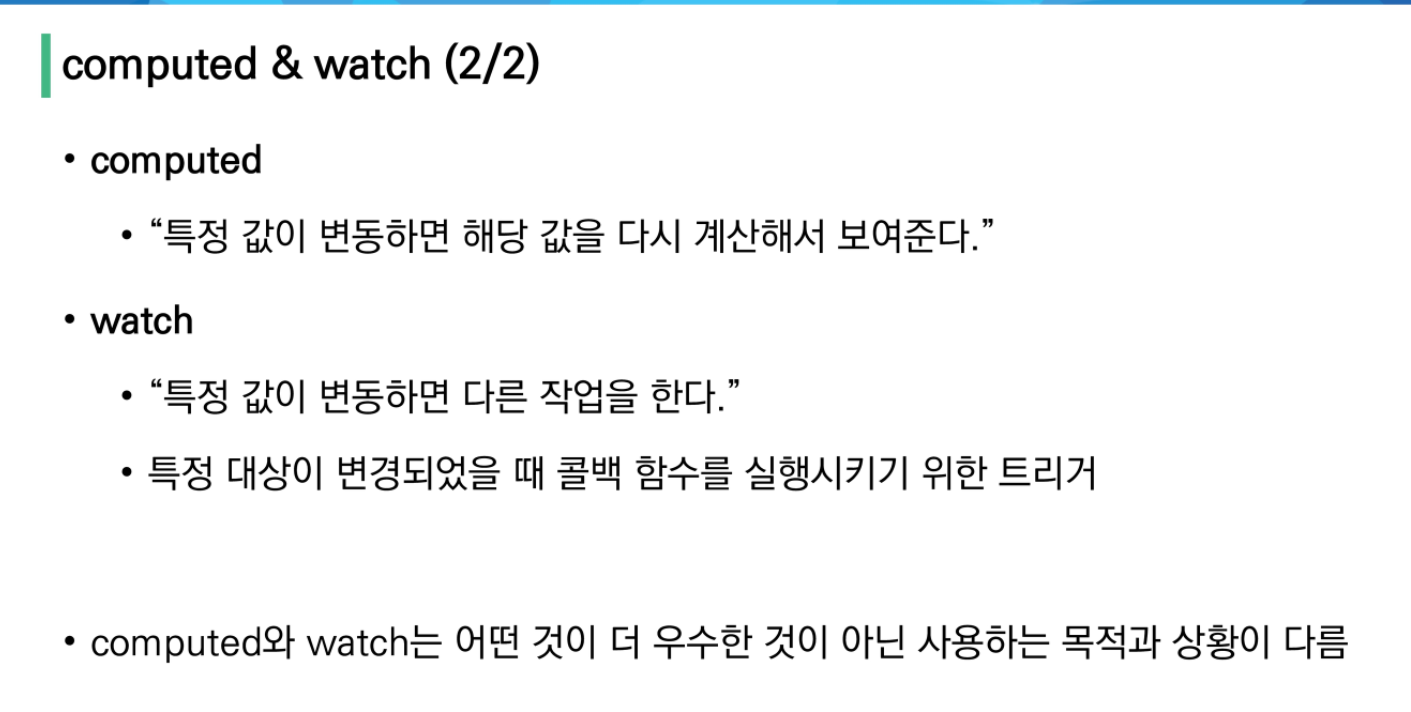 computed & watch (2/2)
• computed
• “특정 값이 변동하면 해당 값을 다시 계산해서 보여준다.”
• watch
• “특정 값이 변동하면 다른 작업을 한다.”
• 특정 대상이 변경되었을 때 콜백 함수를 실행시키기 위한 트리거
• computed와 watch는 어떤 것이 더 우수한 것이 아닌 사용하는 목적과 상황이 다름